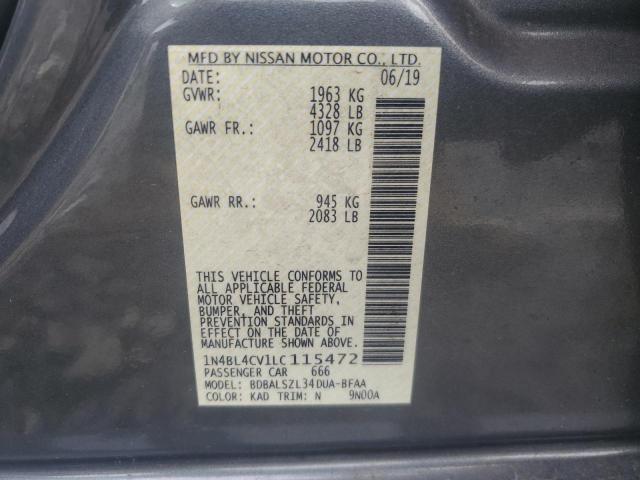 MFD BY NISSAN MOTOR CO., LTD.
DATE: 06/19
GVWR: 1963 KG
4328 LB
GAWR FR.: 1097 KG
2418 LB
GAWR RR.: 945 KG
2083 LB
THIS VEHICLE CONFORMS TO
ALL APPLICABLE FEDERAL
MOTOR VEHICLE SAFETY,
BUMPER, AND THEFT
PREVENTION STANDARDS
IN EFFECT ON THE DATE OF
MANUFACTURE SHOWN ABOVE.
1N4BL4CV1LC115472
PASSENGER CAR 666
MODEL: BDBALSZL34DUA-BFAA
COLOR: KAD TRIM: N 9N00A